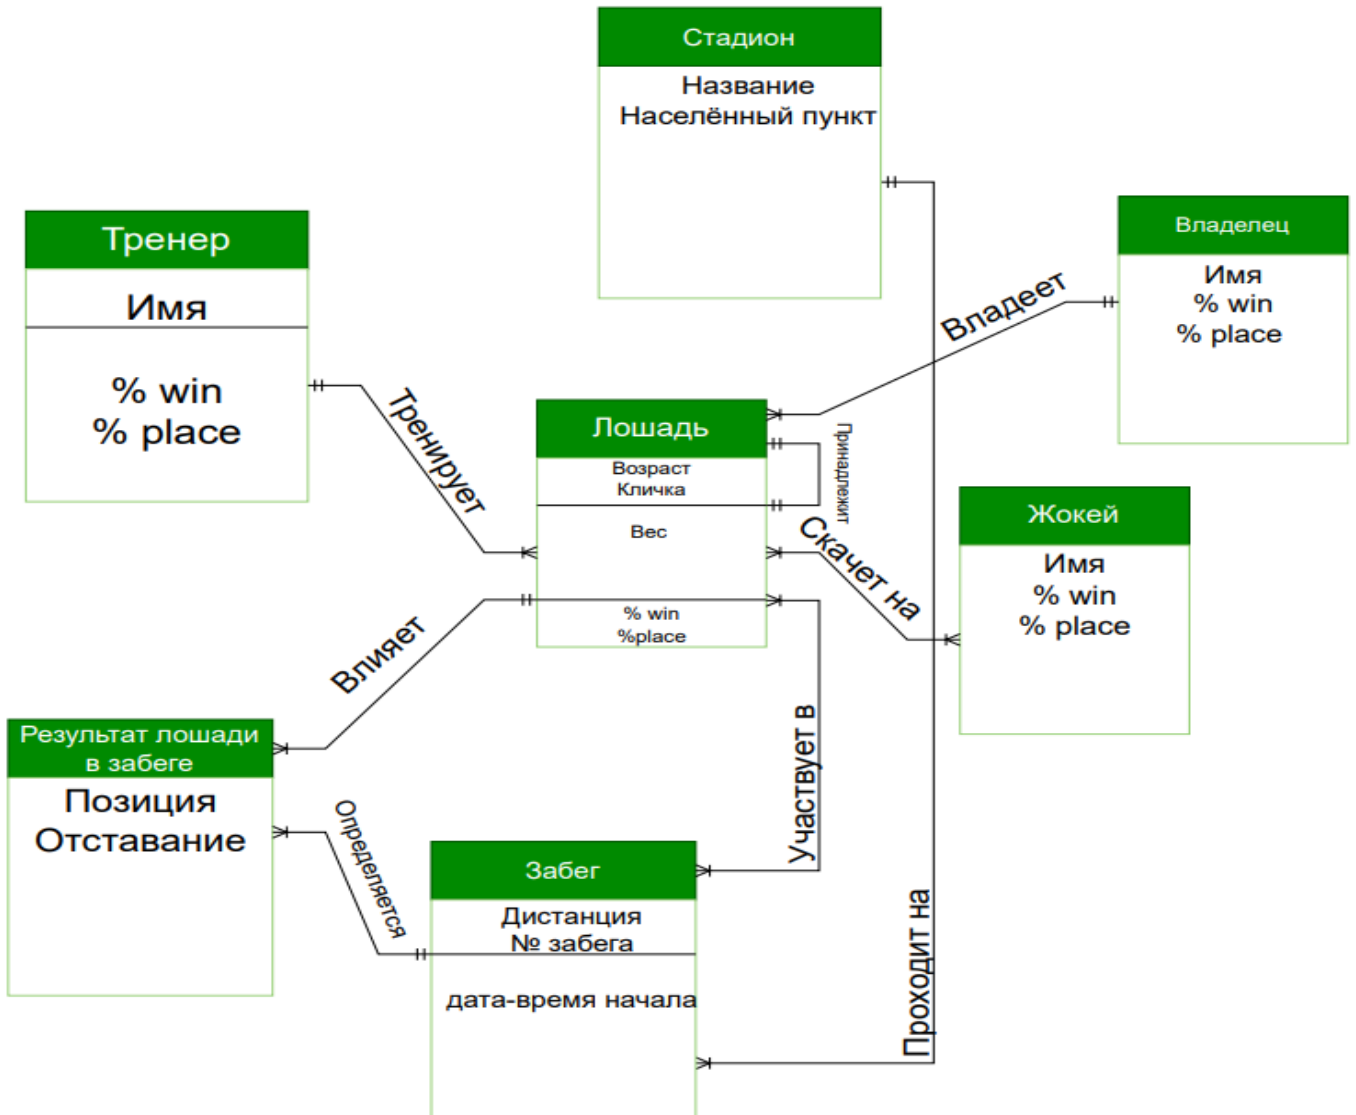 Стадион
Название
Населённый пункт
Тренер
Имя
% win
% place
Владелец
Имя
% win
% place
Владеет
Тренирует
Лошадь
Возраст
Кличка
Вес
% win
%place
Принадлежит
Скачет на
Жокей
Имя
% win
% place
Влияет
Результат лошади
в забеге
Позиция
Отставание
Определяется
Участвует в
Забег
Дистанция
№ забега
дата-время начала
Проходит на